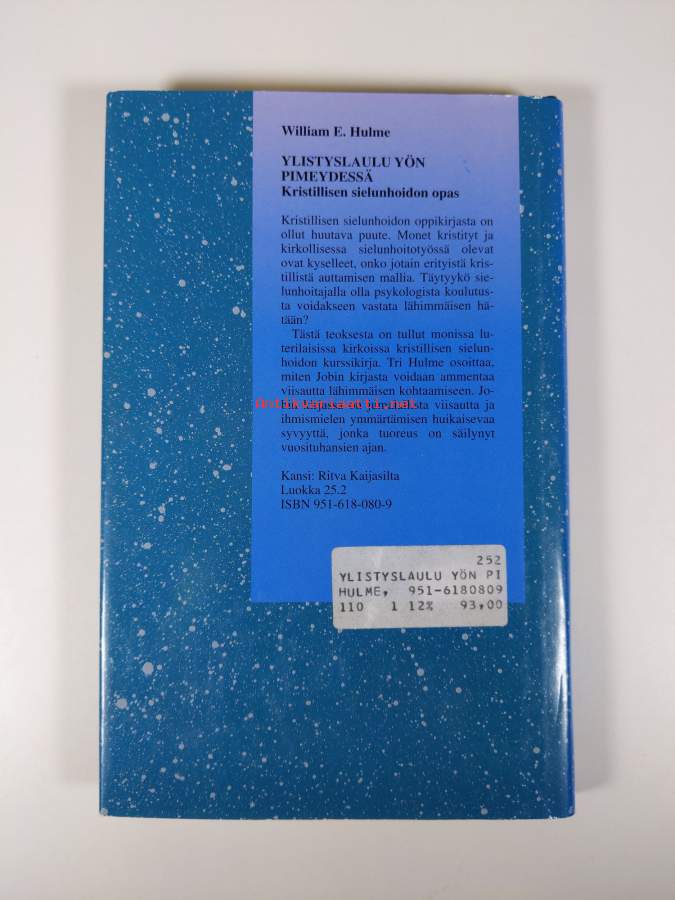 William E. Hulme
YLISTYSLAULU YÖN
PIMEYDESSÄ
Kristillisen sielunhoidon opas
Kristillisen sielunhoidon oppikirjasta on
ollut huutava puute. Monet kristityt ja
kirkollisessa sielunhoitotyössä olevat
ovat kyselleet, onko jotain erityistä kris-
tillistä auttamisen mallia. Täytyykö sie-
lunhoitajalla olla psykologista koulutus-
ta voidakseen vastata lähimmäisen hä-
tään?
Tästä teoksesta on tullut monissa lu-
terilaisissa kirkoissa kristillisen sielun-
hoidon kurssikirja. Tri Hulme osoittaa,
miten Jobin kirjasta voidaan ammentaa
viisautta lähimmäisen kohtaamiseen. Jo-
antikvariaatti.net
viisautta ja
ihmismielen ymmärtämisen huikaisevaa
syvyyttä, jonka tuoreus on säilynyt
vuosituhansien ajan.
Kansi: Ritva Kaijasilta
Luokka 25.2
ISBN 951-618-080-9
252
YLISTYSLAULU YÖN PI
HULME, 951-6180809
110 1 12% 93,00